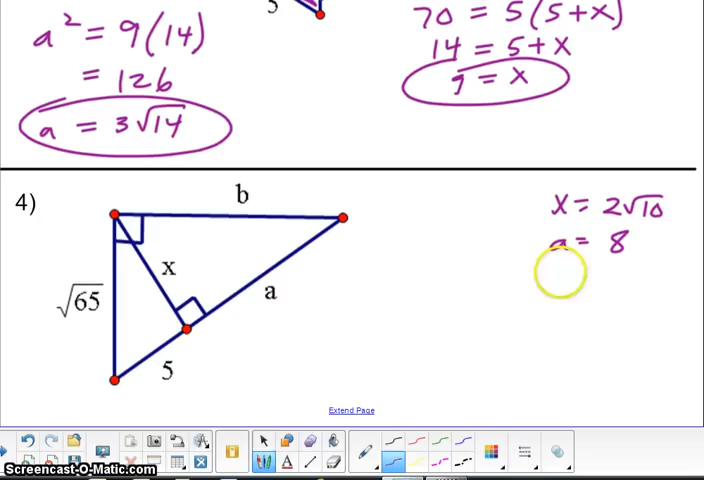 5
a² = 9(14)
= 126
a = 3√14
70 = 5(5+x)
14 = 5+x
9 = x
4)
b
x
√65
a
5
x = 2√10
a = 8
Extend Page
A
Screencast-O-Matic.com